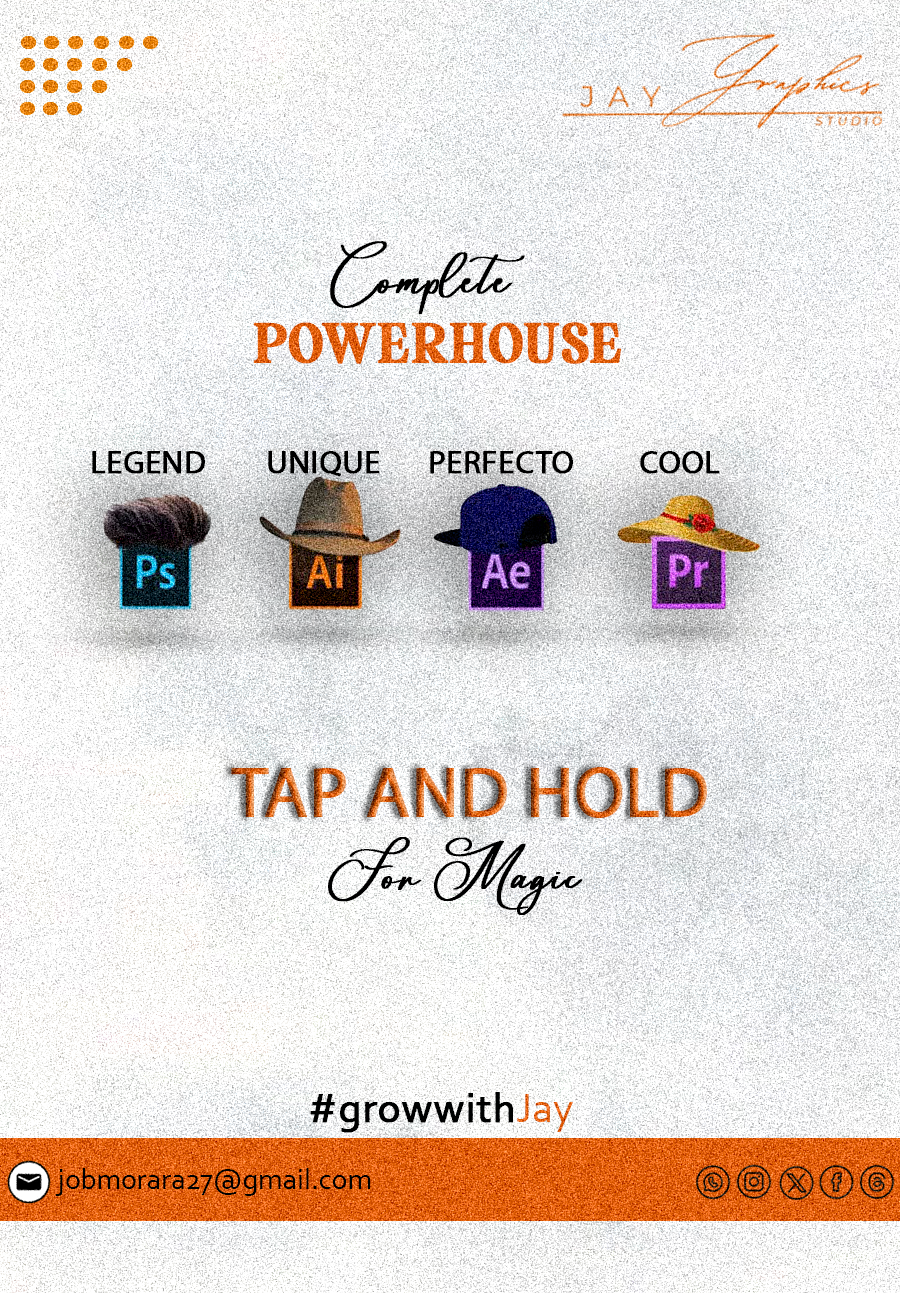 JAY Graphics
STUDIO
Complete
POWERHOUSE
LEGEND UNIQUE PERFECTO COOL
Ps Ai Ae Pr
TAP AND HOLD
For Magic
#growwithJay
jobmorara27@gmail.com